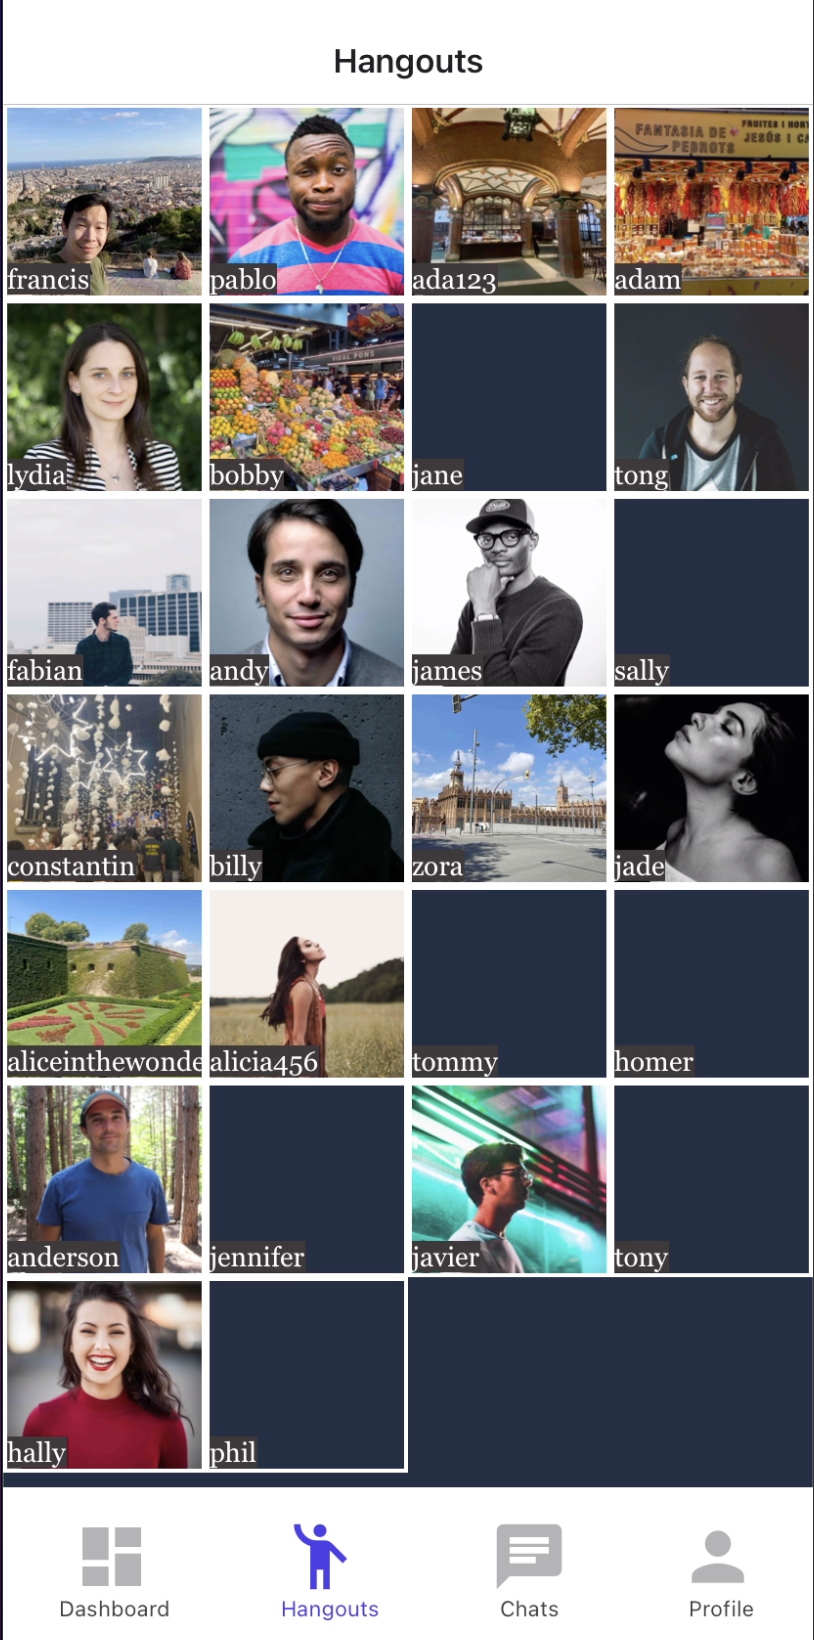 Hangouts
FANTASIA DE
PEBROTS
FRUITES I HORT
JESÚS I CA
francis
pablo
ada123
adam
VIDAL PONS
lydia
bobby
jane
tong
fabian
andy
james
sally
constantin
billy
zora
jade
aliceinthewonde
alicia456
tommy
homer
anderson
jennifer
javier
tony
hally
phil
Dashboard
Hangouts
Chats
Profile